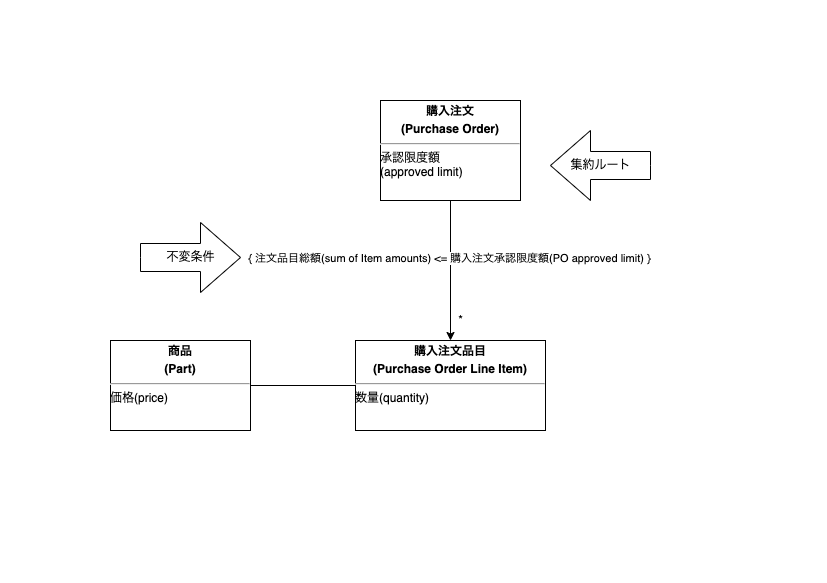 購入注文
(Purchase Order)
承認限度額
(approved limit)
集約ルート
不変条件
{ 注文品目総額(sum of Item amounts) <= 購入注文承認限度額(PO approved limit) }
*
商品
(Part)
価格(price)
購入注文品目
(Purchase Order Line Item)
数量(quantity)